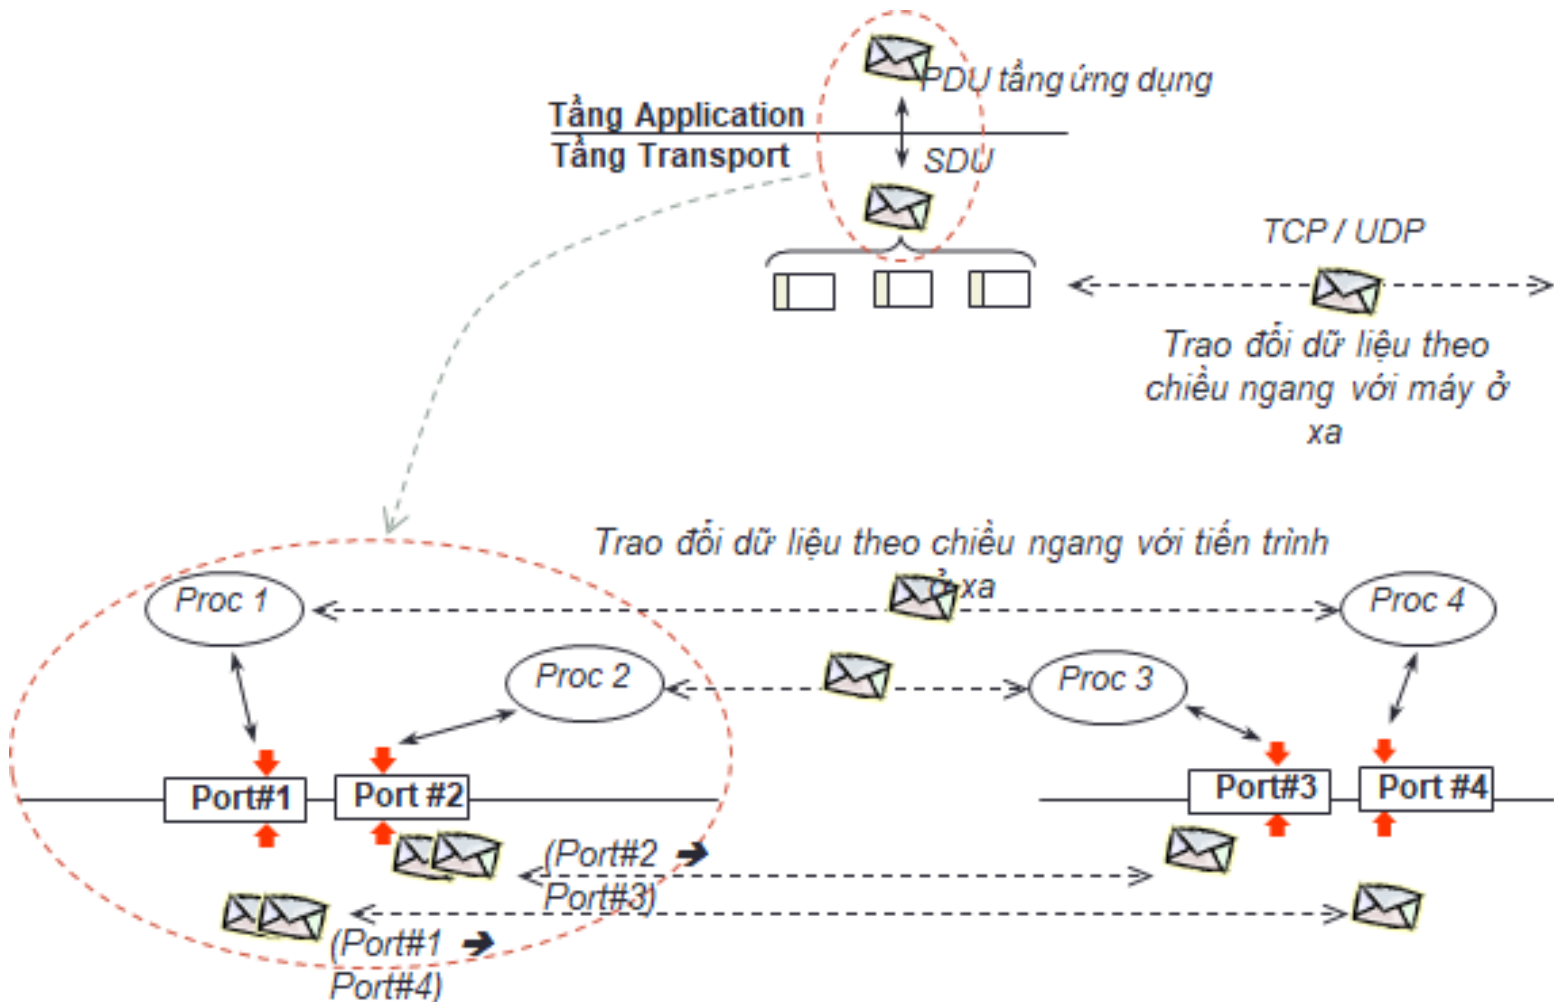 PDU tầng ứng dụng
Tầng Application
Tầng Transport
SDU
TCP / UDP
Trao đổi dữ liệu theo
chiều ngang với máy ở
xa
Trao đổi dữ liệu theo chiều ngang với tiến trình
ở xa
Proc 1
Proc 4
Proc 2
Proc 3
Port#1
Port #2
Port#3
Port #4
(Port#2 ➔
Port#3)
(Port#1 ➔
Port#4)